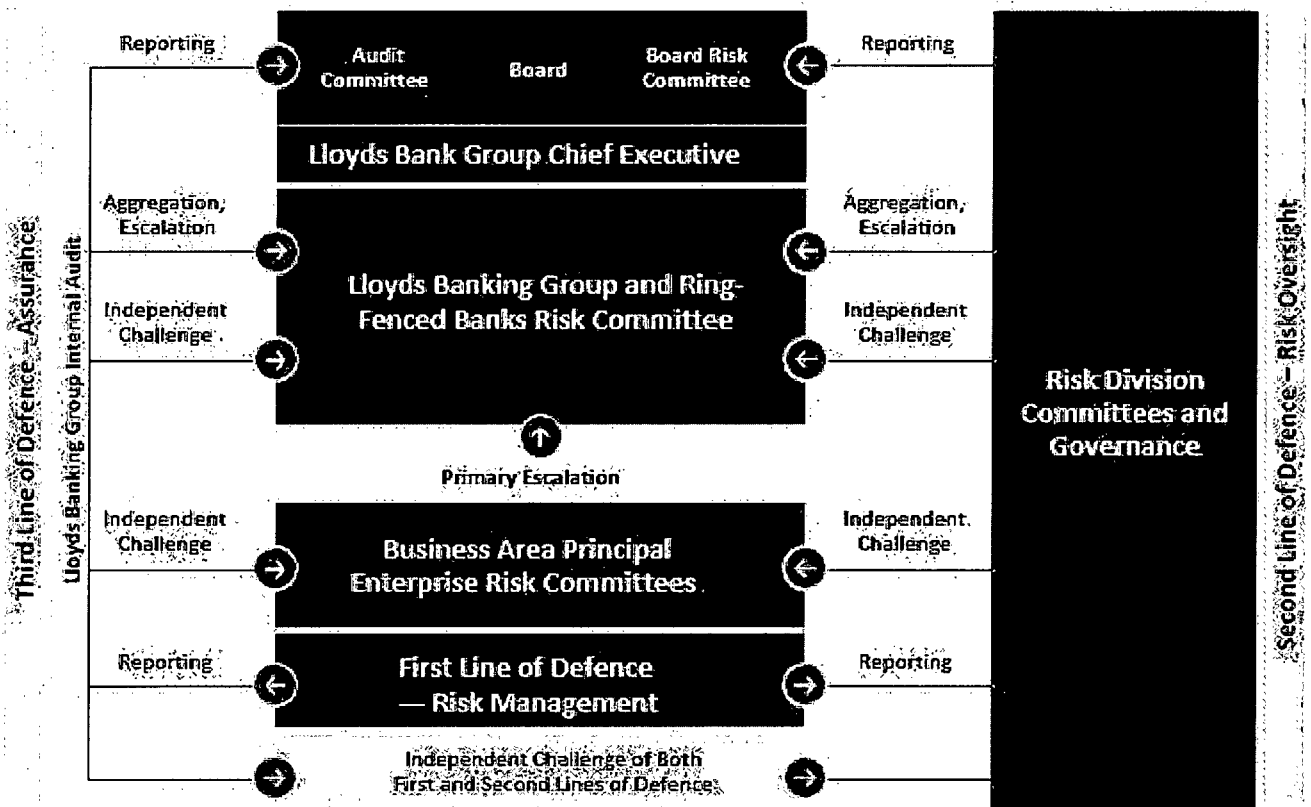 Reporting
Audit
Committee
Board
Board Risk
Committee
Reporting
Lloyds Bank Group Chief Executive
Aggregation,
Escalation
Aggregation,
Escalation
Lloyds Banking Group and Ring-
Fenced Banks Risk Committee
Independent
Challenge
Independent
Challenge
Primary Escalation
Independent
Challenge
Business Area Principal
Enterprise Risk Committees
Independent
Challenge
Reporting
First Line of Defence
— Risk Management
Reporting
Independent Challenge of Both
First and Second Lines of Defence
Third Line of Defence – Assurance
Lloyds Banking Group Internal Audit
Risk Division
Committees and
Governance
Second Line of Defence – Risk Oversight